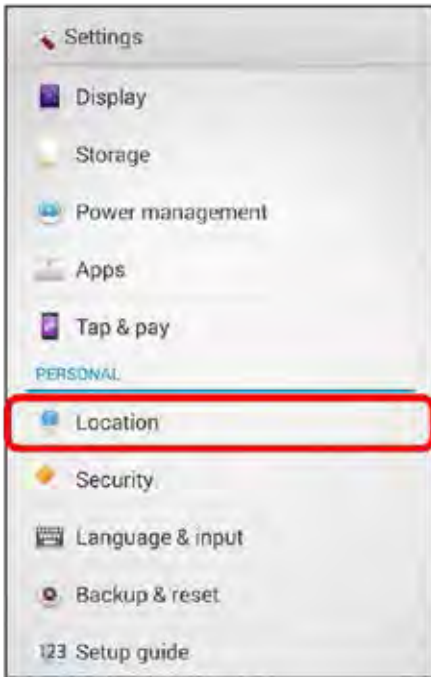 Settings
Display
Storage
Power management
Apps
Tap & pay
PERSONAL
Location
Security
Language & input
Backup & reset
123 Setup guide